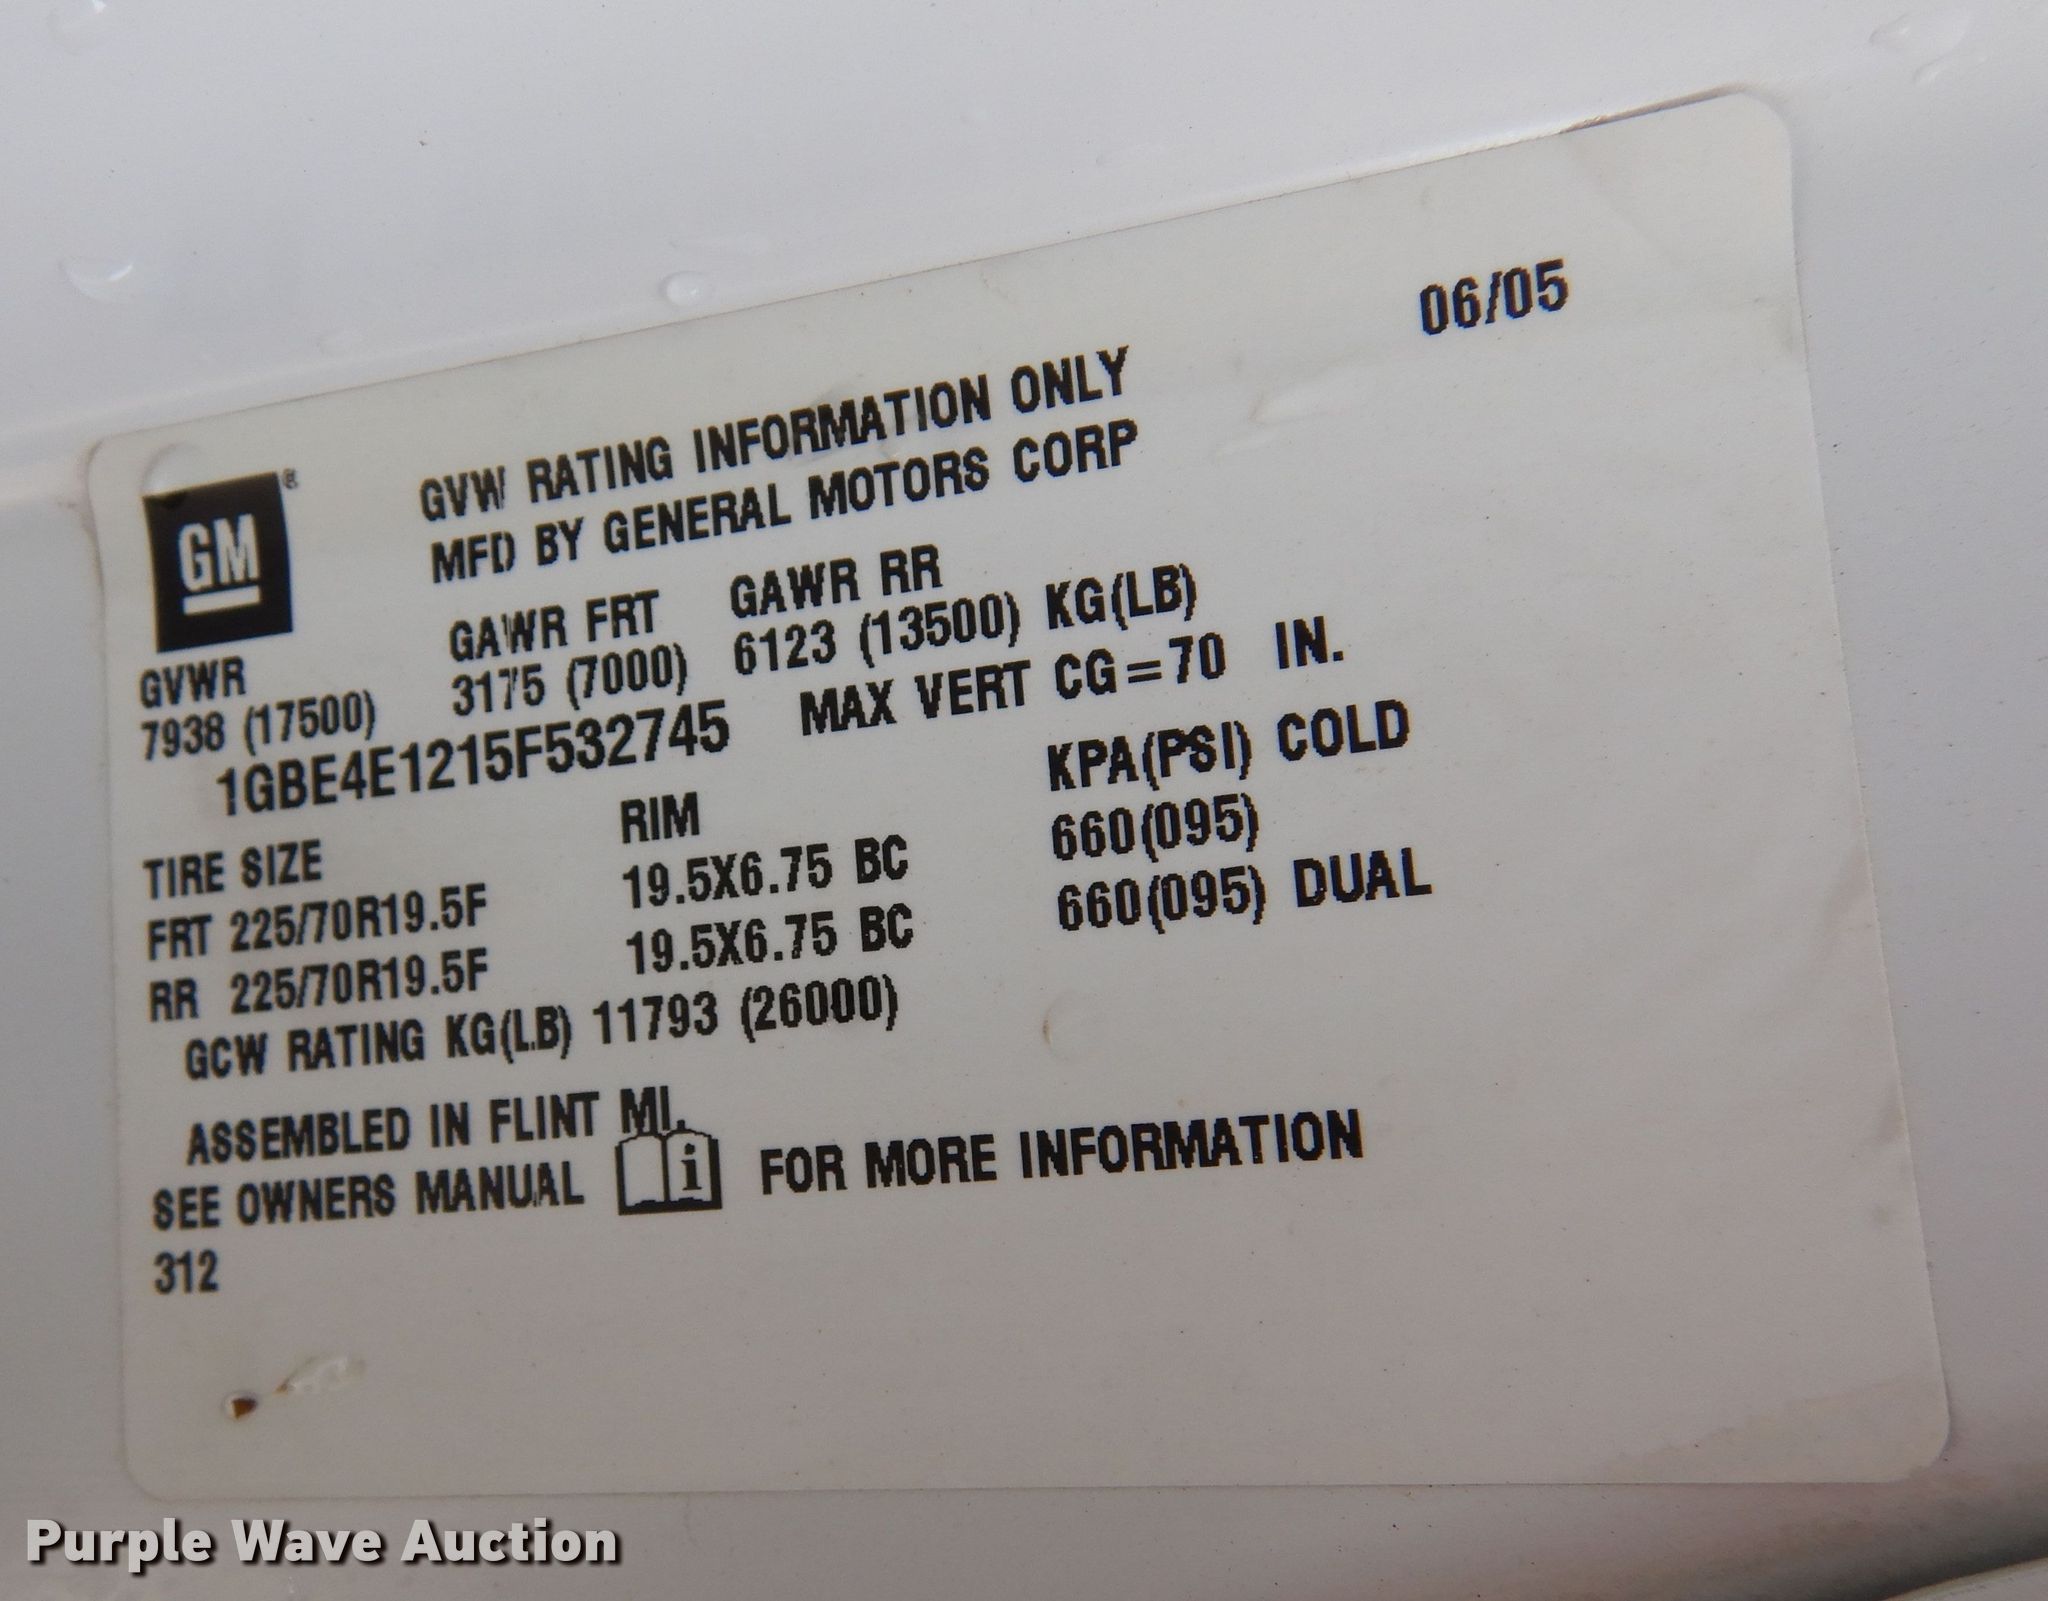 06/05
GM®
GVW RATING INFORMATION ONLY
MFD BY GENERAL MOTORS CORP
GVWR GAWR FRT GAWR RR
7938 (17500) 3175 (7000) 6123 (13500) KG(LB)
1GBE4E1215F532745 MAX VERT CG=70 IN.
TIRE SIZE RIM KPA(PSI) COLD
FRT 225/70R19.5F 19.5X6.75 BC 660(095)
RR 225/70R19.5F 19.5X6.75 BC 660(095) DUAL
GCW RATING KG(LB) 11793 (26000)
ASSEMBLED IN FLINT MI.
SEE OWNERS MANUAL i FOR MORE INFORMATION
312
Purple Wave Auction